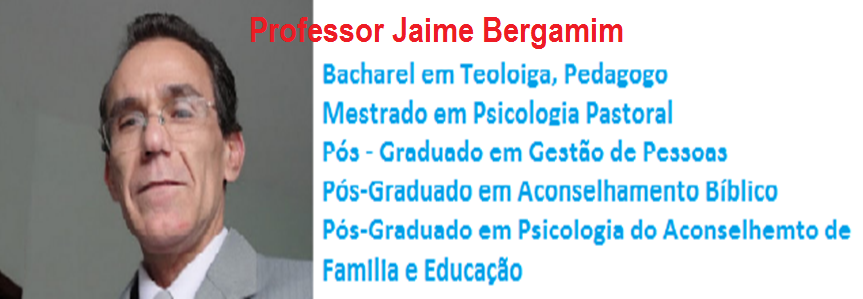 Professor Jaime Bergamim
Bacharel em Teoloiga, Pedagogo
Mestrado em Psicologia Pastoral
Pós - Graduado em Gestão de Pessoas
Pós-Graduado em Aconselhamento Bíblico
Pós-Graduado em Psicologia do Aconselhemto de
Familia e Educação